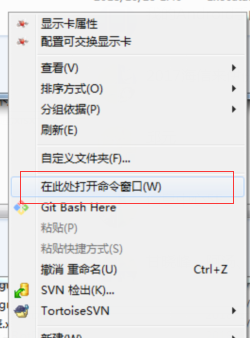 显示卡属性
配置可交换显示卡
查看(V)
排序方式(O)
分组依据(P)
刷新(E)
自定义文件夹(F)...
在此处打开命令窗口(W)
Git Bash Here
粘贴(P)
粘贴快捷方式(S)
撤消 重命名(U) Ctrl+Z
SVN 检出(K)...
TortoiseSVN